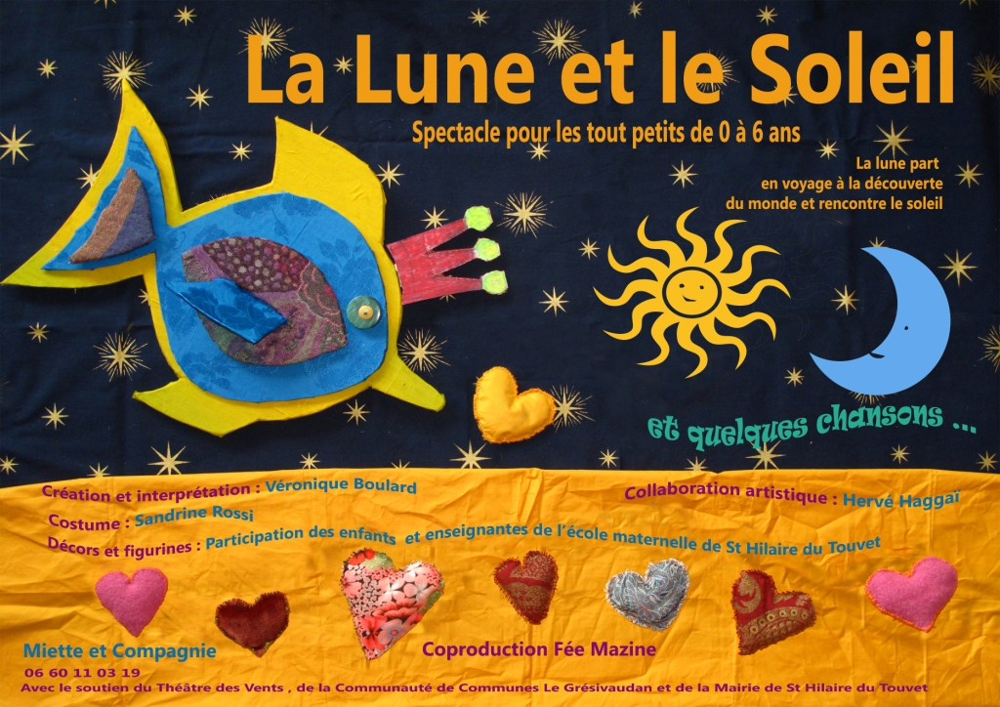 La Lune et le Soleil
Spectacle pour les tout petits de 0 à 6 ans
La lune part
en voyage à la découverte
du monde et rencontre le soleil
et quelques chansons ...
Création et interprétation : Véronique Boulard
Collaboration artistique : Hervé Haggaï
Costume : Sandrine Rossi
Décors et figurines : Participation des enfants et enseignantes de l'école maternelle de St Hilaire du Touvet
Miette et Compagnie
Coproduction Fée Mazine
06 60 11 03 19
Avec le soutien du Théâtre des Vents , de la Communauté de Communes Le Grésivaudan et de la Mairie de St Hilaire du Touvet